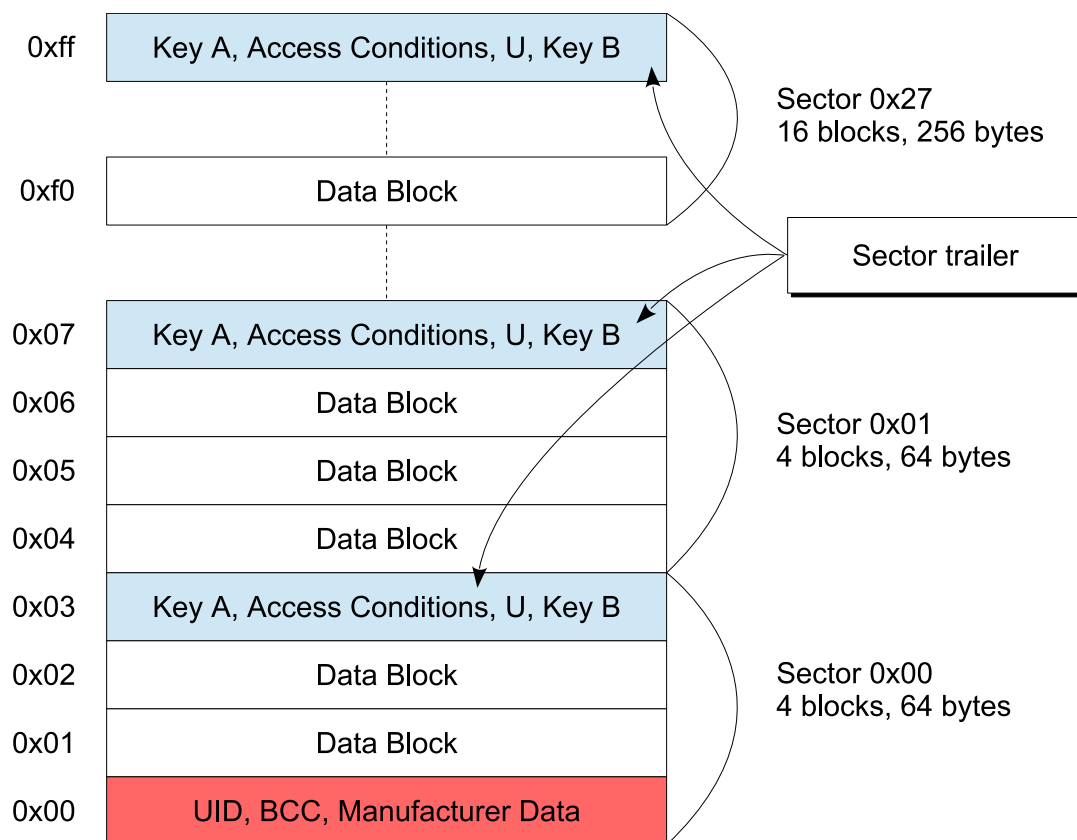 0xff
Key A, Access Conditions, U, Key B
Sector 0x27
16 blocks, 256 bytes
0xf0
Data Block
Sector trailer
0x07
Key A, Access Conditions, U, Key B
0x06
Data Block
Sector 0x01
4 blocks, 64 bytes
0x05
Data Block
0x04
Data Block
0x03
Key A, Access Conditions, U, Key B
0x02
Data Block
Sector 0x00
4 blocks, 64 bytes
0x01
Data Block
0x00
UID, BCC, Manufacturer Data